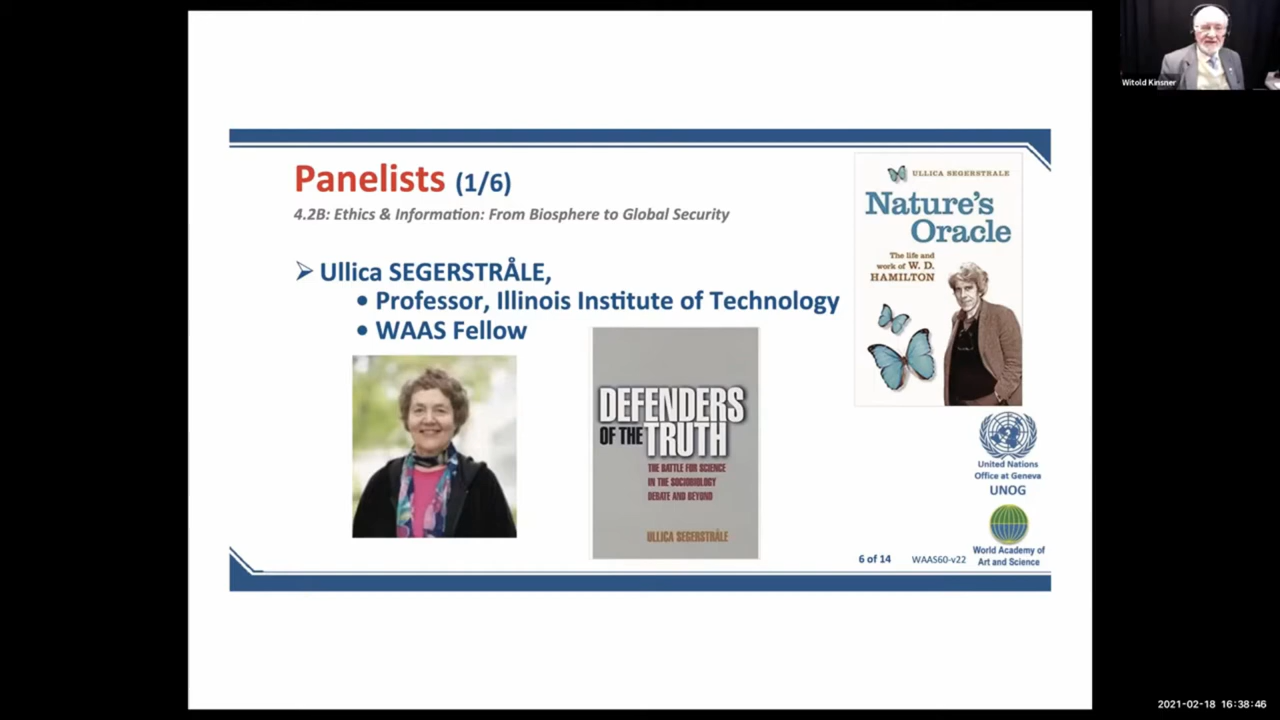 Witold Kinsner
Panelists (1/6)
4.2B: Ethics & Information: From Biosphere to Global Security
➢ Ullica SEGERSTRÅLE,
• Professor, Illinois Institute of Technology
• WAAS Fellow
ULLICA SEGERSTRALE
Nature's
Oracle
The life and
work of W. D.
HAMILTON
DEFENDERS
OF THE TRUTH
THE BATTLE FOR SCIENCE
IN THE SOCIOBIOLOGY
DEBATE AND BEYOND
ULLICA SEGERSTRÅLE
United Nations
Office at Geneva
UNOG
World Academy of
Art and Science
6 of 14
WAAS60-v22
2021-02-18 16:38:46